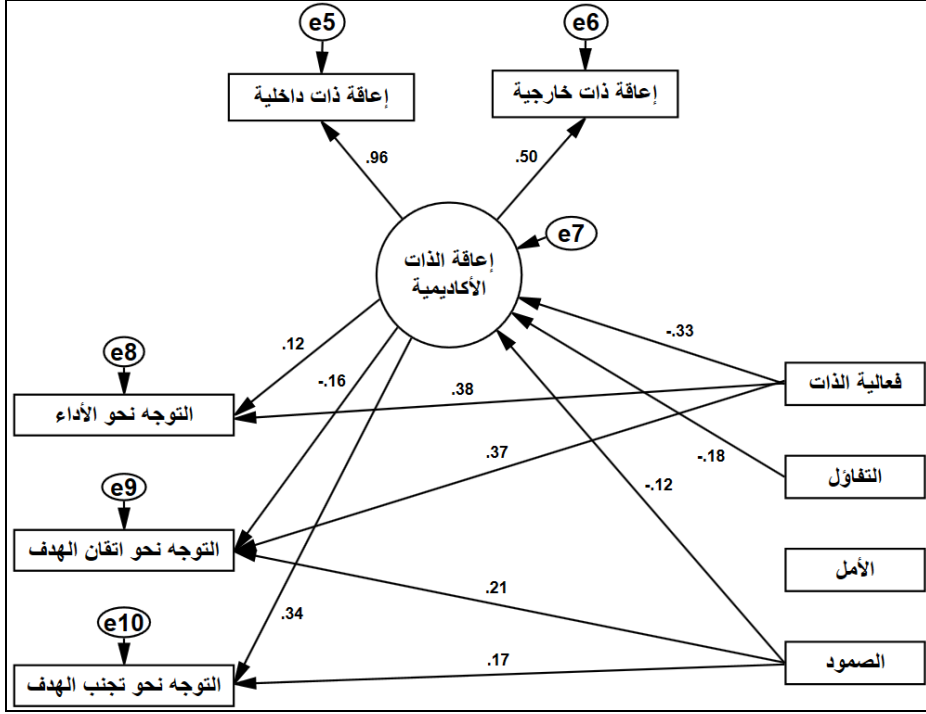 e5
e6
إعاقة ذات داخلية
إعاقة ذات خارجية
.96
.50
e7
إعاقة الذات
الأكاديمية
-.33
.12
e8
-.16
.38
فعالية الذات
التوجه نحو الأداء
.37
-.18
التفاؤل
-.12
e9
التوجه نحو اتقان الهدف
الأمل
.21
.34
e10
.17
الصمود
التوجه نحو تجنب الهدف